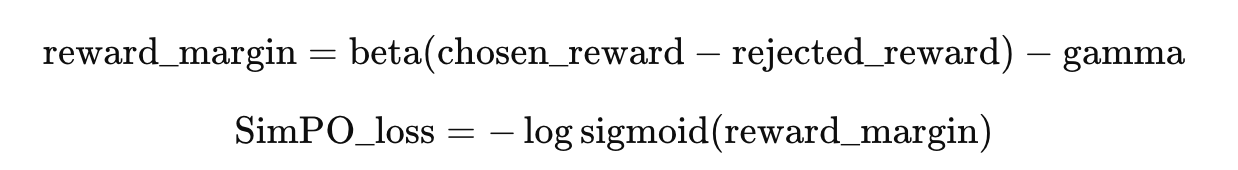 reward_margin = beta(chosen_reward − rejected_reward) − gamma
SimPO_loss = − log sigmoid(reward_margin)